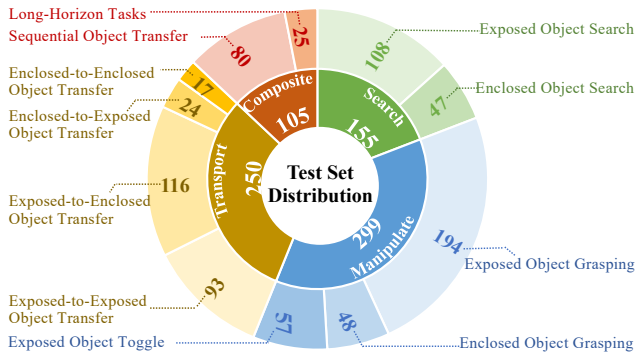 Long-Horizon Tasks
Sequential Object Transfer
Enclosed-to-Enclosed
Object Transfer
Enclosed-to-Exposed
Object Transfer
Exposed-to-Enclosed
Object Transfer
Exposed-to-Exposed
Object Transfer
Exposed Object Toggle
25
80
17
24
116
93
57
48
194
47
108
Composite
105
Search
155
Transport
250
Manipulate
299
Test Set
Distribution
Exposed Object Search
Enclosed Object Search
Exposed Object Grasping
Enclosed Object Grasping